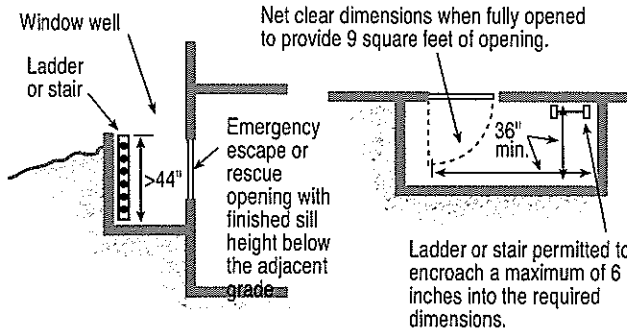 Window well
Ladder
or stair
>44"
Emergency
escape or
rescue
opening with
finished sill
height below
the adjacent
grade
Net clear dimensions when fully opened
to provide 9 square feet of opening.
36"
min.
Ladder or stair permitted to
encroach a maximum of 6
inches into the required
dimensions.